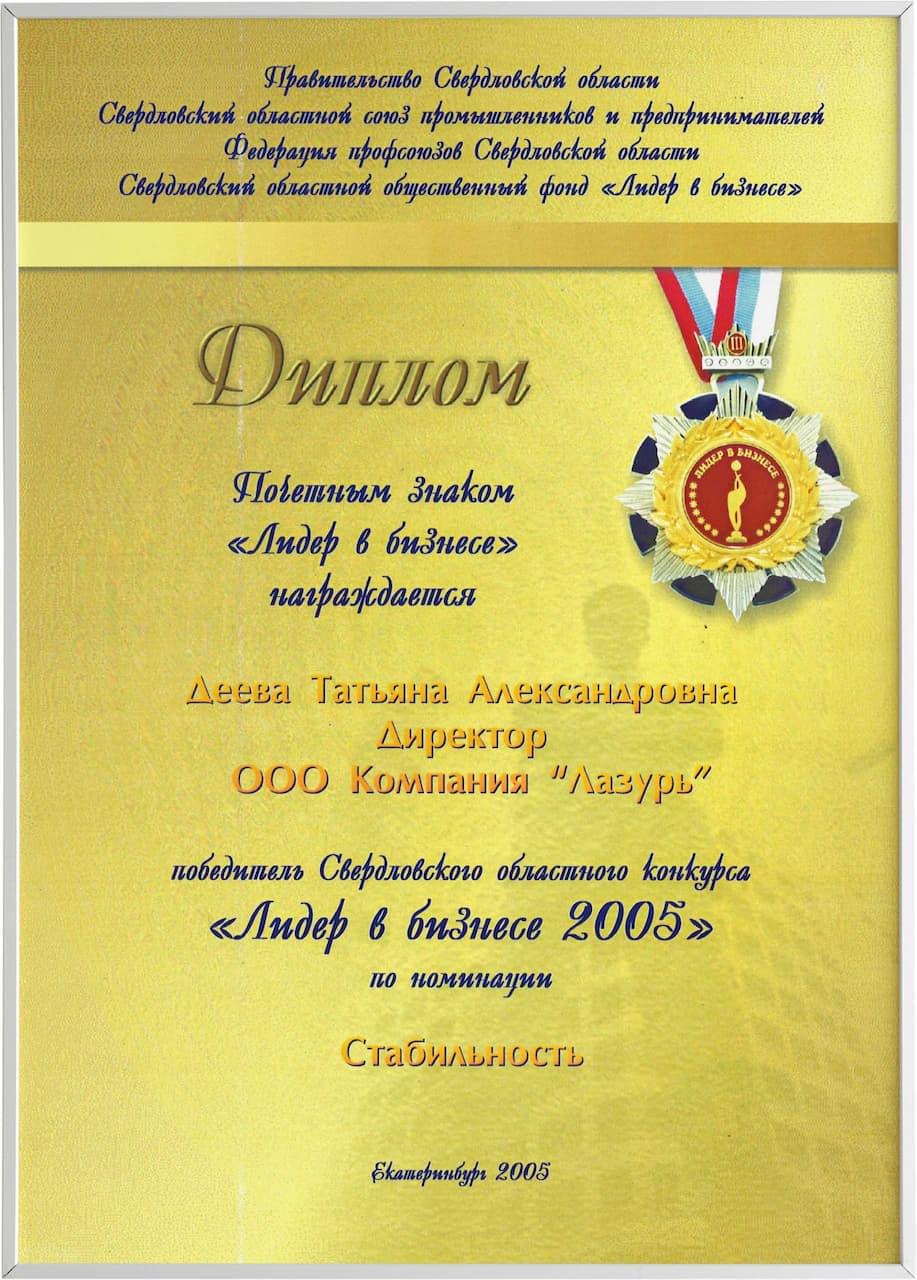 Правительство Свердловской области
Свердловский областной союз промышленников и предпринимателей
Федерация профсоюзов Свердловской области
Свердловский областной общественный фонд «Лидер в бизнесе»
III
ЛИДЕР В БИЗНЕСЕ
Диплом
Почетным знаком
«Лидер в бизнесе»
награждается
Деева Татьяна Александровна
Директор
ООО Компания "Лазурь"
победитель Свердловского областного конкурса
«Лидер в бизнесе 2005»
по номинации
Стабильность
Екатеринбург 2005